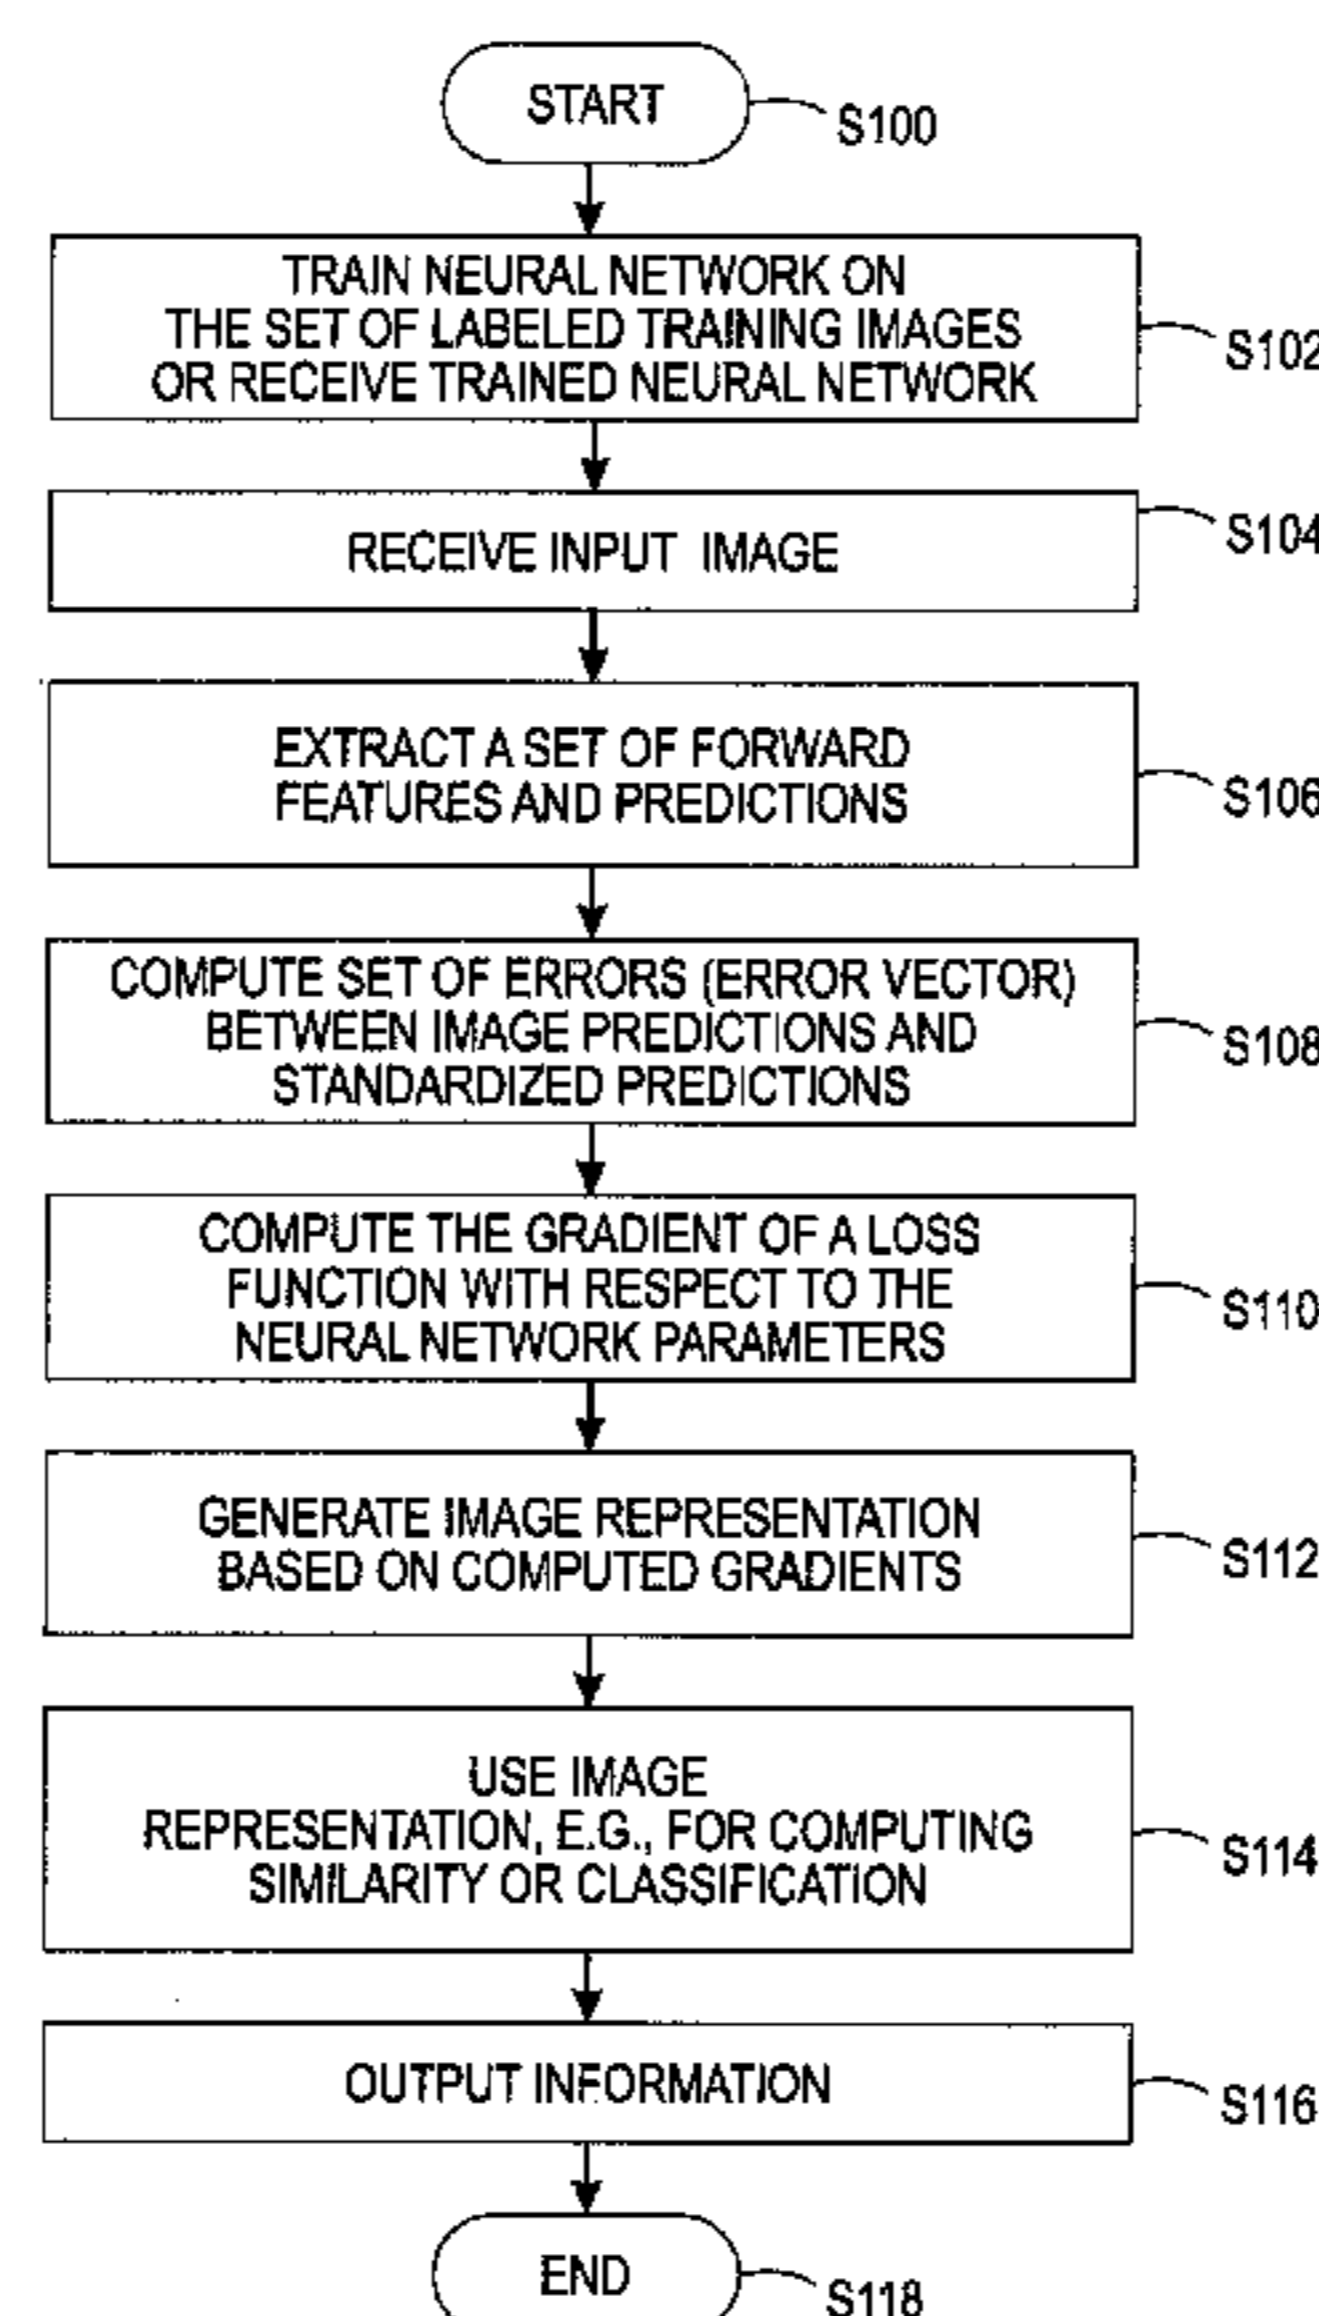 START
S100
TRAIN NEURAL NETWORK ON
THE SET OF LABELED TRAINING IMAGES
OR RECEIVE TRAINED NEURAL NETWORK
S102
RECEIVE INPUT IMAGE
S104
EXTRACT A SET OF FORWARD
FEATURES AND PREDICTIONS
S106
COMPUTE SET OF ERRORS (ERROR VECTOR)
BETWEEN IMAGE PREDICTIONS AND
STANDARDIZED PREDICTIONS
S108
COMPUTE THE GRADIENT OF A LOSS
FUNCTION WITH RESPECT TO THE
NEURAL NETWORK PARAMETERS
S110
GENERATE IMAGE REPRESENTATION
BASED ON COMPUTED GRADIENTS
S112
USE IMAGE
REPRESENTATION, E.G., FOR COMPUTING
SIMILARITY OR CLASSIFICATION
S114
OUTPUT INFORMATION
S116
END
S118